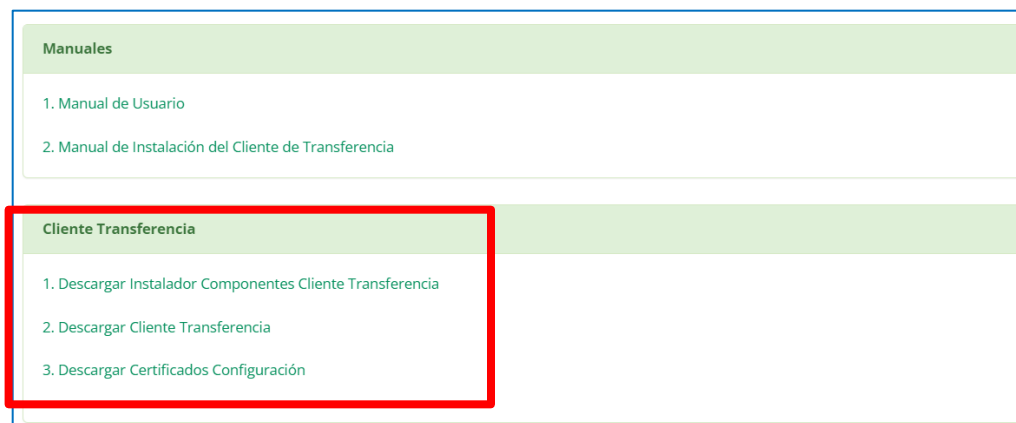 Manuales
1. Manual de Usuario
2. Manual de Instalación del Cliente de Transferencia
Cliente Transferencia
1. Descargar Instalador Componentes Cliente Transferencia
2. Descargar Cliente Transferencia
3. Descargar Certificados Configuración